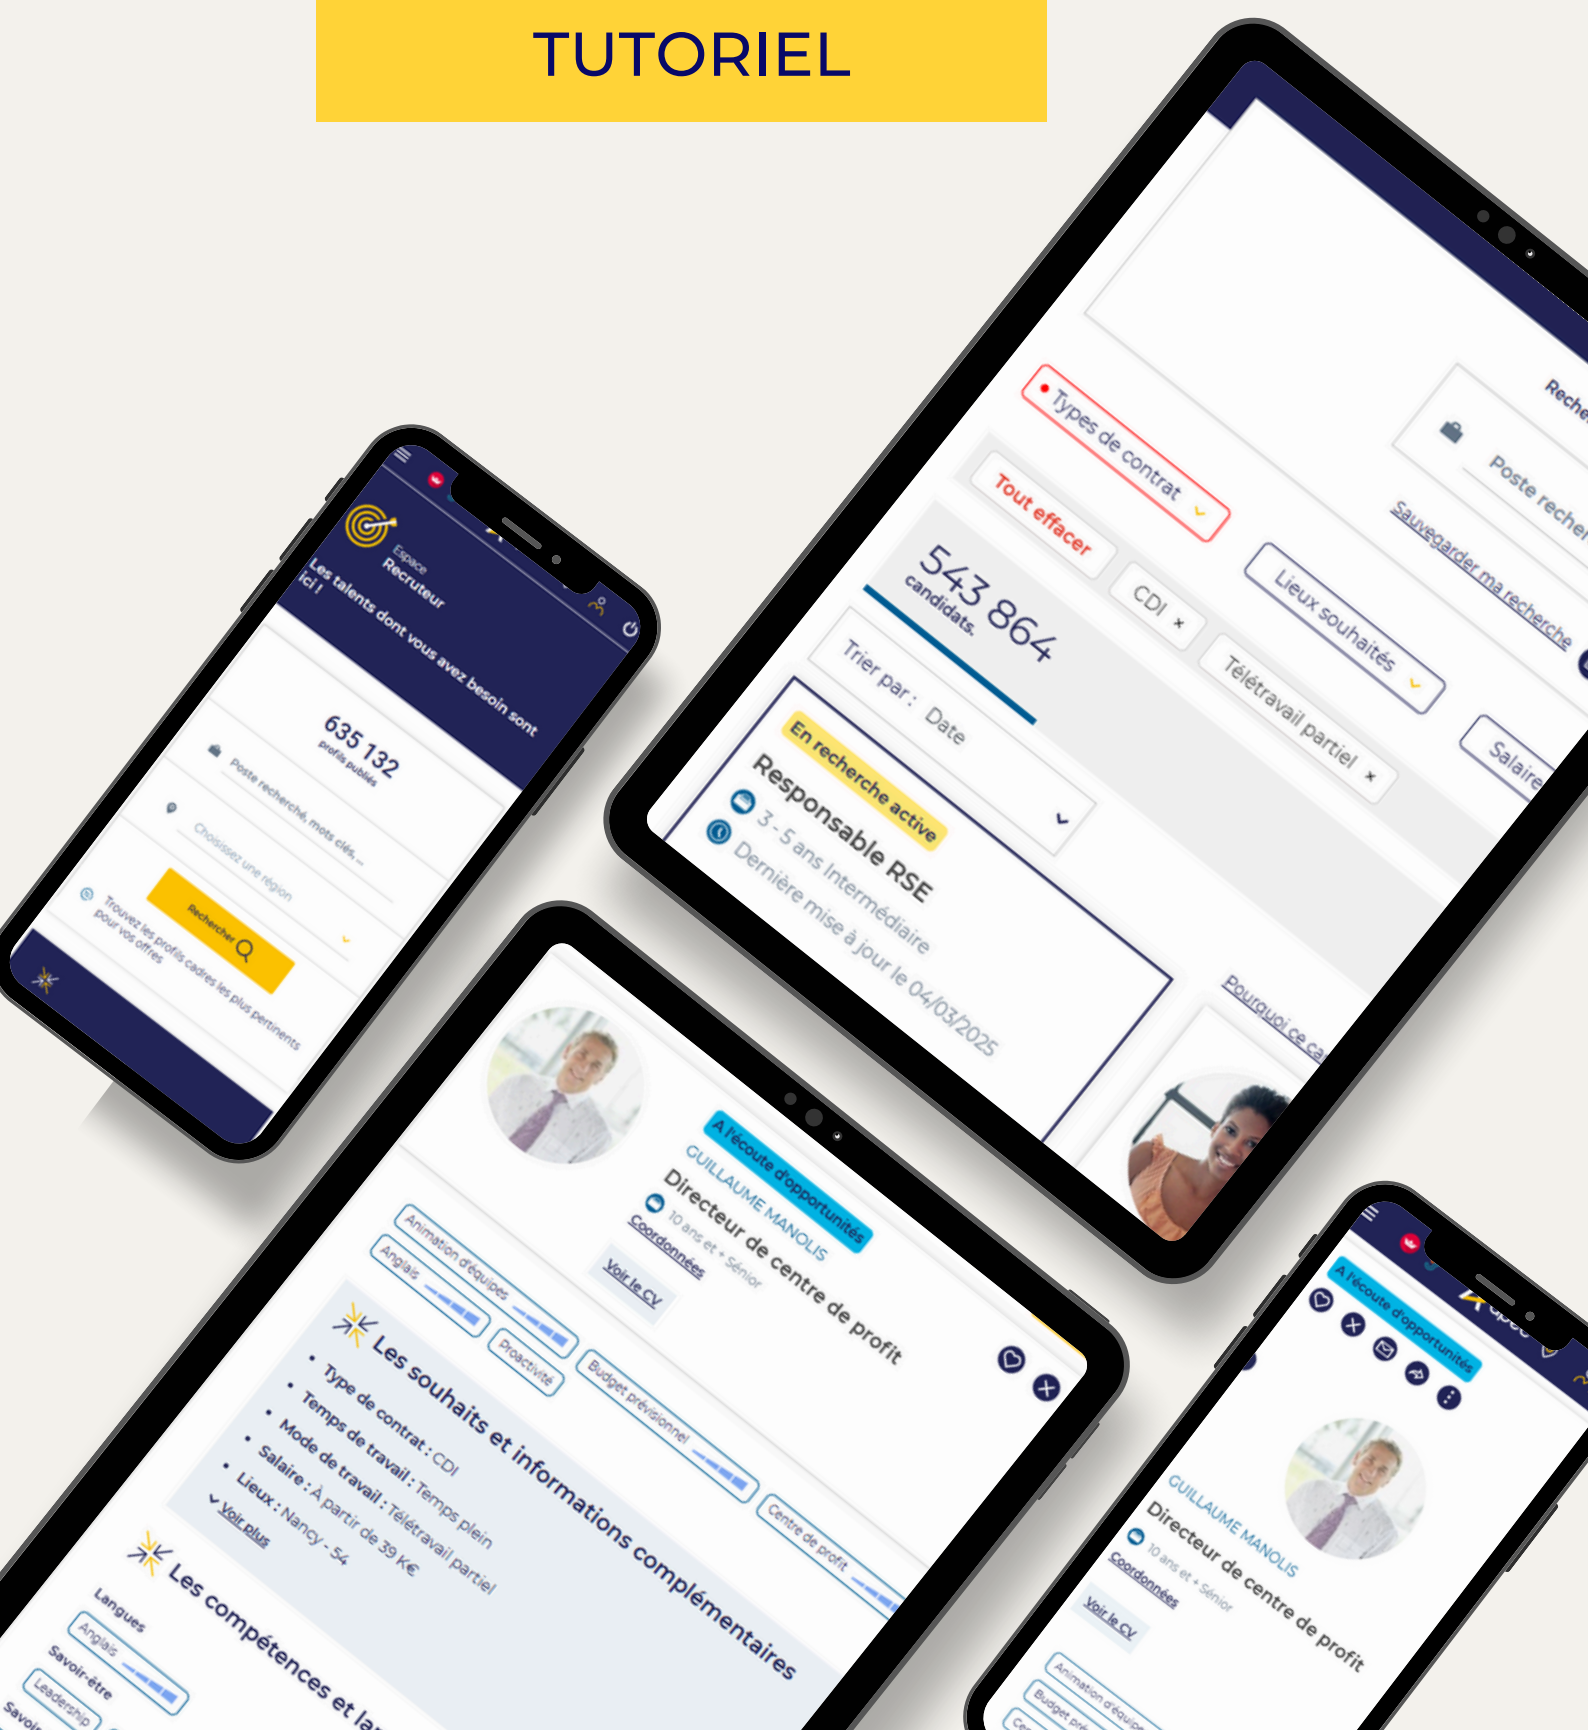 TUTORIEL
Espace
Recruteur
Les talents dont vous avez besoin sont
ici !
635 132
profils publiés
Poste recherché, mots clés, ...
Choisissez une région
Rechercher
Trouvez les profils cadres les plus pertinents
pour vos offres
Types de contrat
Lieux souhaités
Salaire
Sauvegarder ma recherche
Tout effacer
CDI ×
Télétravail partiel ×
543 864
candidats.
Trier par : Date
En recherche active
Responsable RSE
3 - 5 ans Intermédiaire
Dernière mise à jour le 04/03/2025
Pourquoi ce
A l'écoute d'opportunités
GUILLAUME MANOLIS
Directeur de centre de profit
10 ans et + Sénior
Coordonnées
Voir le CV
Animation d'équipes
Budget prévisionnel
Centre de profit
Anglais
Proactivité
Les souhaits et informations complémentaires
• Type de contrat : CDI
• Temps de travail : Temps plein
• Mode de travail : Télétravail partiel
• Salaire : À partir de 39 K€
• Lieux : Nancy - 54
Voir plus
Les compétences et
Langues
Anglais
Savoir-être
Leadership
apec
A l'écoute d'opportunités
GUILLAUME MANOLIS
Directeur de centre de profit
10 ans et + Sénior
Coordonnées
Voir le CV
Animation
Budget